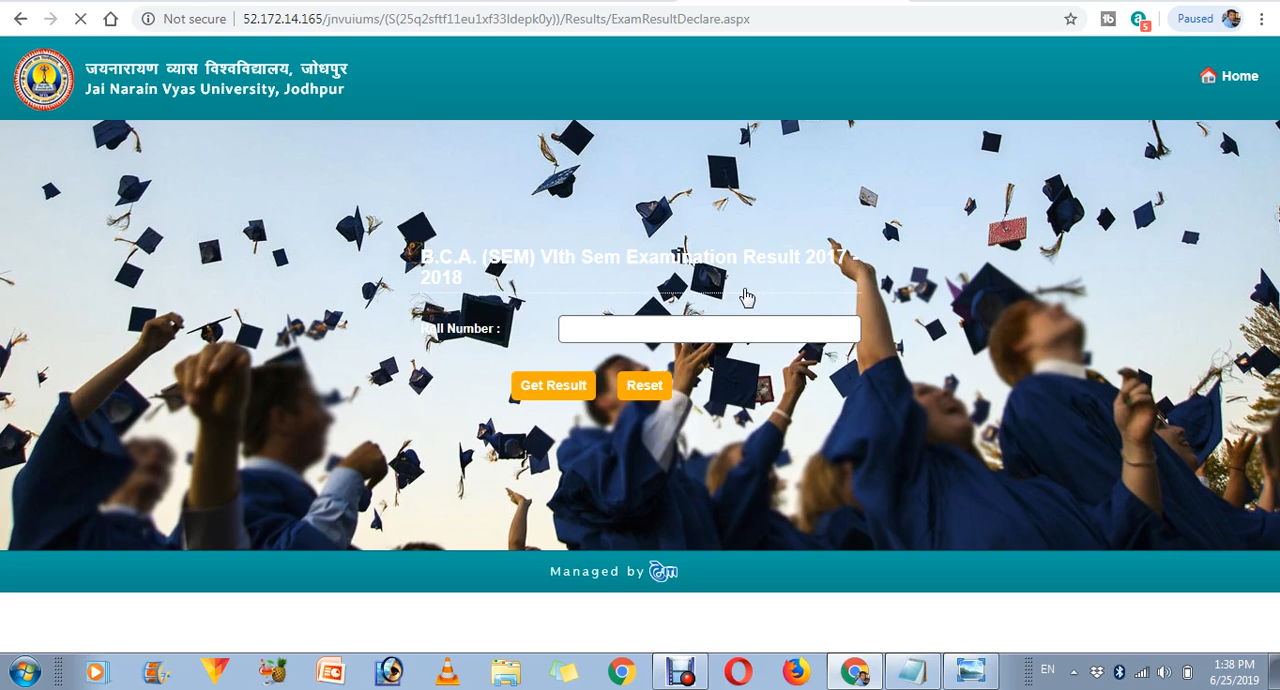 Not secure | 52.172.14.165/jnvuiums/(S(25q2sftf11eu1xf33ldepk0y))/Results/ExamResultDeclare.aspx
Paused
5
जयनारायण व्यास विश्वविद्यालय, जोधपुर
Jai Narain Vyas University, Jodhpur
Home
B.C.A. (SEM) VIth Sem Examination Result 2017 -
2018
Roll Number :
Get Result
Reset
Managed by
EN
1:38 PM
6/25/2019